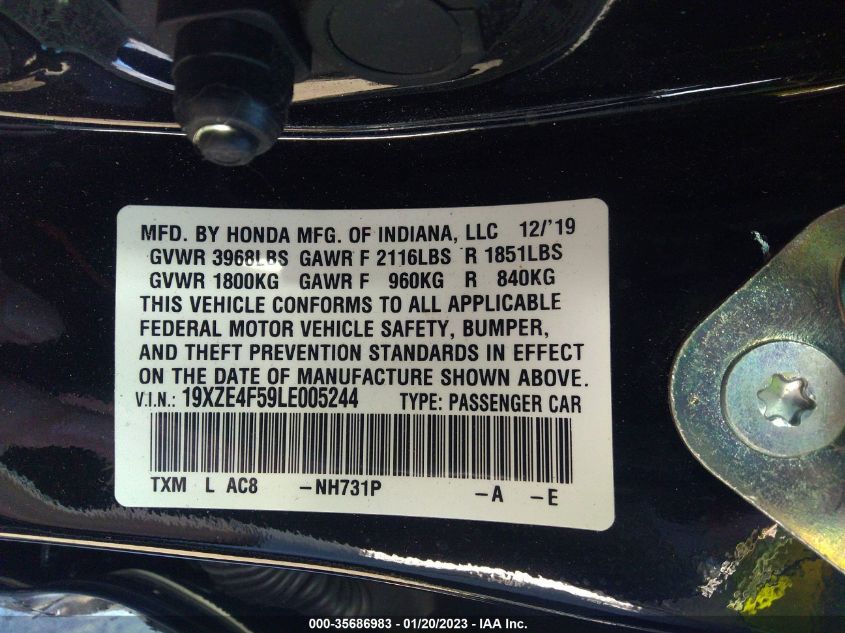 MFD. BY HONDA MFG. OF INDIANA, LLC 12/'19
GVWR 3968LBS GAWR F 2116LBS R 1851LBS
GVWR 1800KG GAWR F 960KG R 840KG
THIS VEHICLE CONFORMS TO ALL APPLICABLE
FEDERAL MOTOR VEHICLE SAFETY, BUMPER,
AND THEFT PREVENTION STANDARDS IN EFFECT
ON THE DATE OF MANUFACTURE SHOWN ABOVE.
V.I.N.: 19XZE4F59LE005244 TYPE: PASSENGER CAR
TXM L AC8 -NH731P -A -E
000-35686983 - 01/20/2023 - IAA Inc.